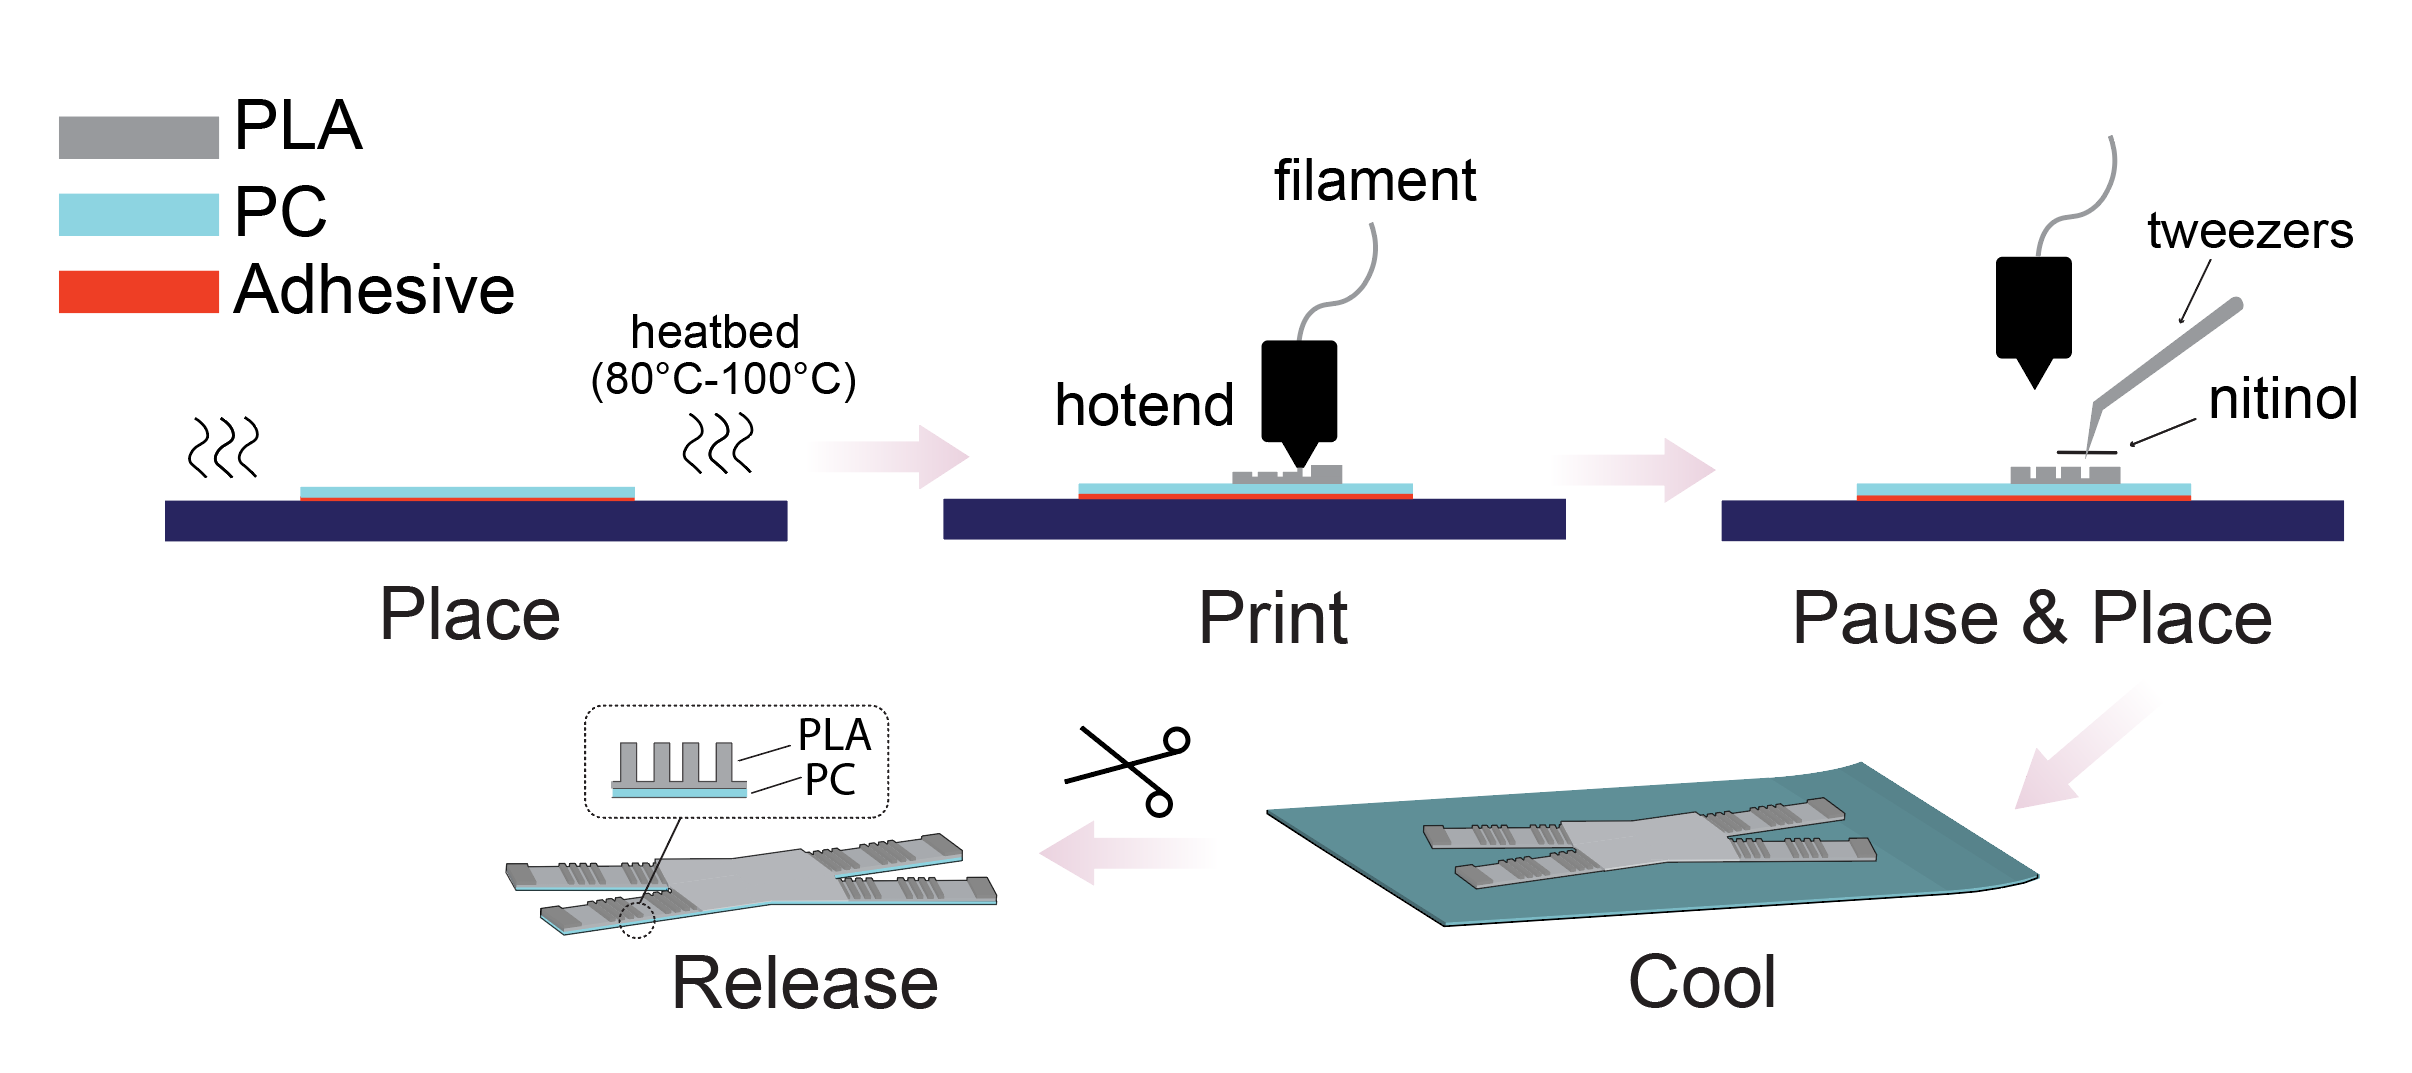 PLA
PC
Adhesive
heatbed
(80°C-100°C)
filament
hotend
tweezers
nitinol
Place
Print
Pause & Place
PLA
PC
Release
Cool